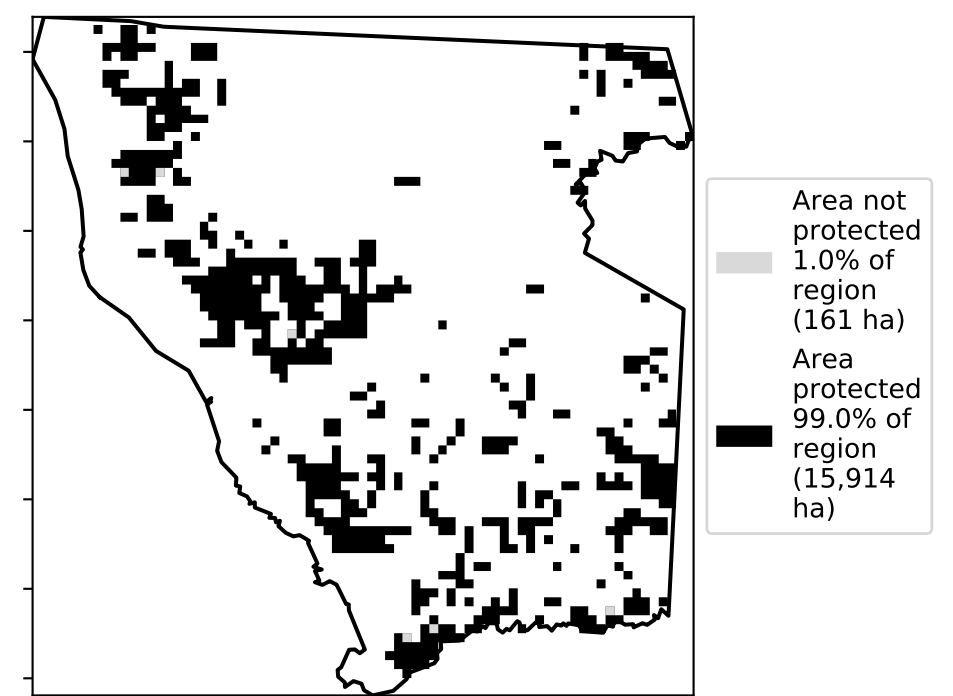 Area not
protected
1.0% of
region
(161 ha)
Area
protected
99.0% of
region
(15,914
ha)